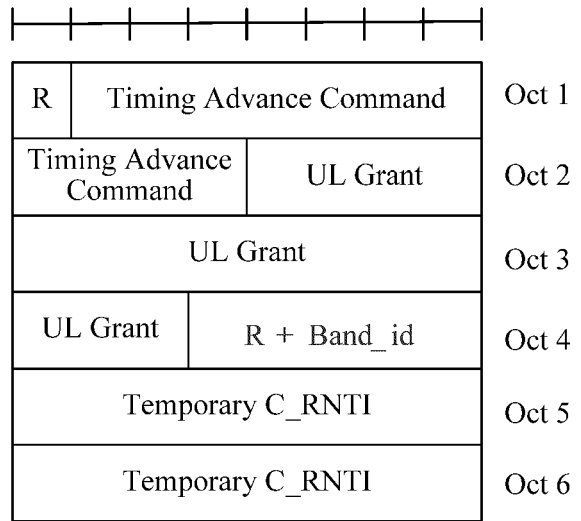 R Timing Advance Command Oct 1
Timing Advance
Command UL Grant Oct 2
UL Grant Oct 3
UL Grant R + Band_id Oct 4
Temporary C_RNTI Oct 5
Temporary C_RNTI Oct 6